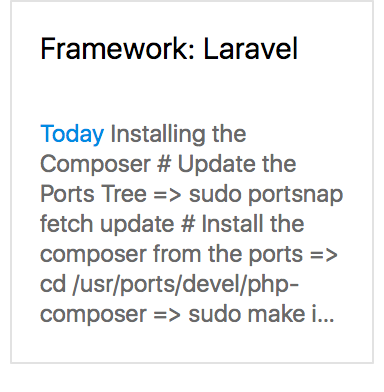 Framework: Laravel
Today Installing the
Composer # Update the
Ports Tree => sudo portsnap
fetch update # Install the
composer from the ports =>
cd /usr/ports/devel/php-
composer => sudo make i...